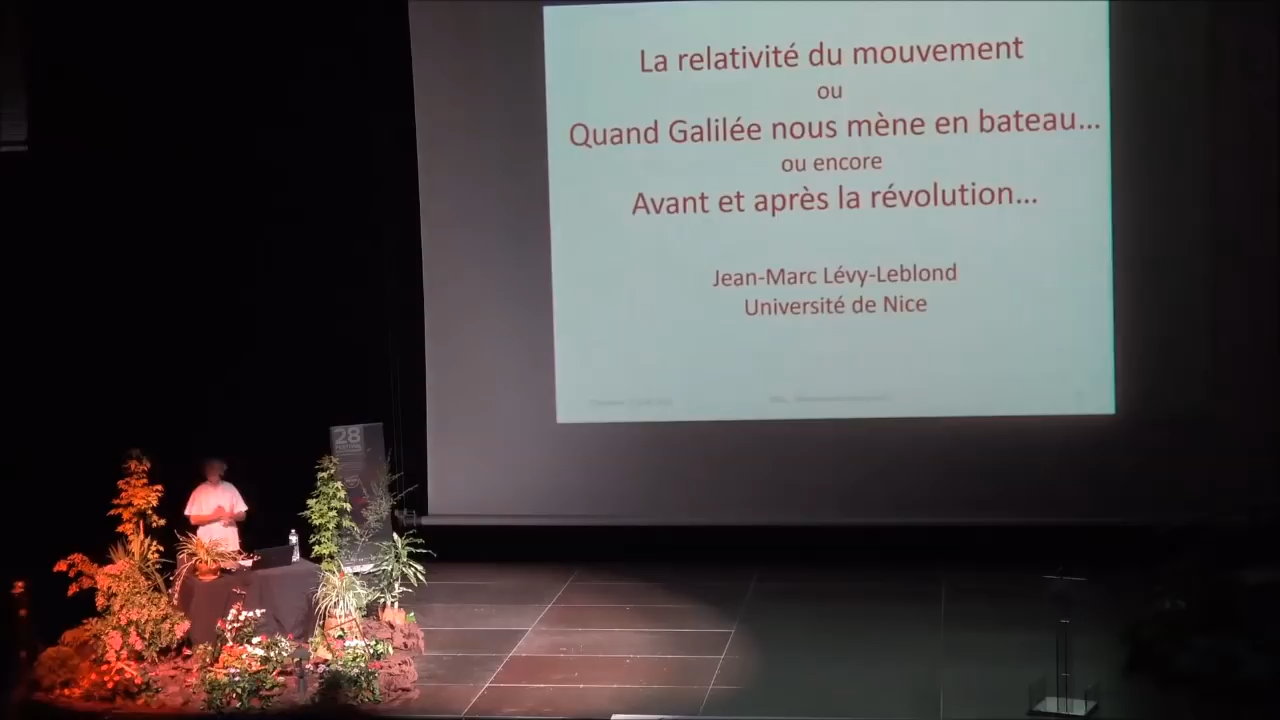 La relativité du mouvement
ou
Quand Galilée nous mène en bateau...
ou encore
Avant et après la révolution...
Jean-Marc Lévy-Leblond
Université de Nice
28